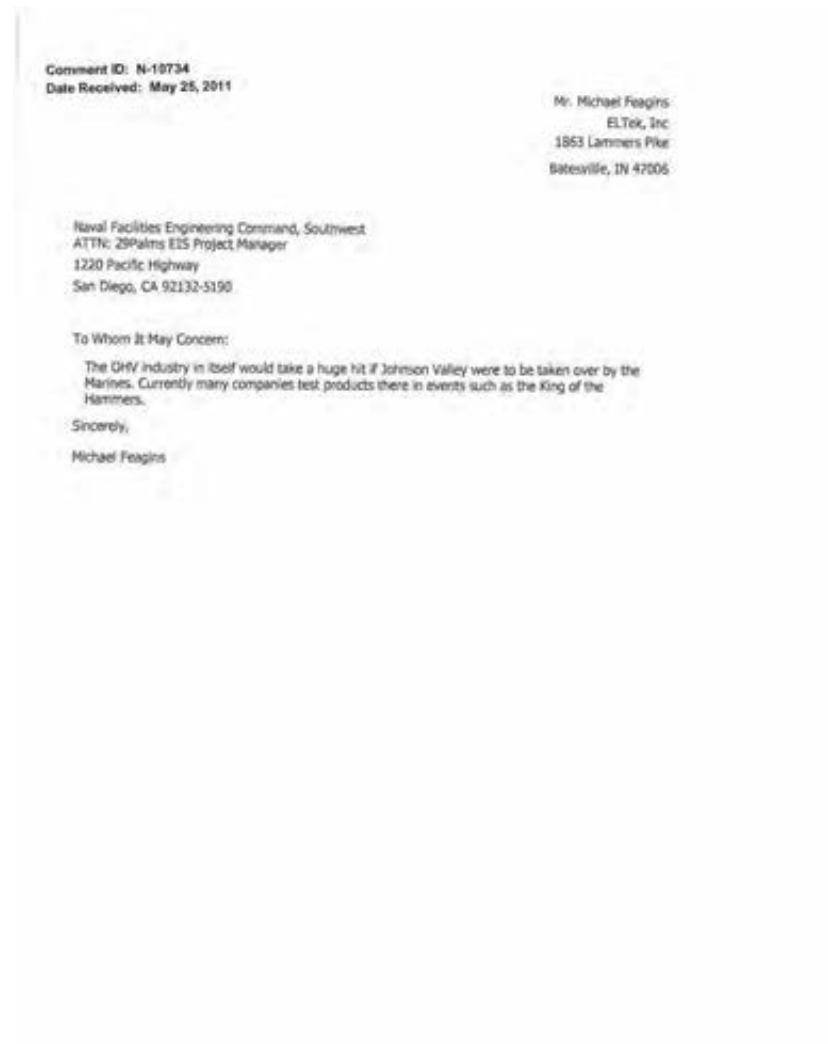 Comment ID: N-10734
Date Received: May 25, 2011
Mr. Michael Feagins
ELTek, Inc
1863 Lammers Pike
Batesville, IN 47006
Naval Facilities Engineering Command, Southwest
ATTN: 29Palms EIS Project Manager
1220 Pacific Highway
San Diego, CA 92132-5190
To Whom It May Concern:
The OHV industry in itself would take a huge hit if Johnson Valley were to be taken over by the
Marines. Currently many companies test products there in events such as the King of the
Hammers.
Sincerely,
Michael Feagins